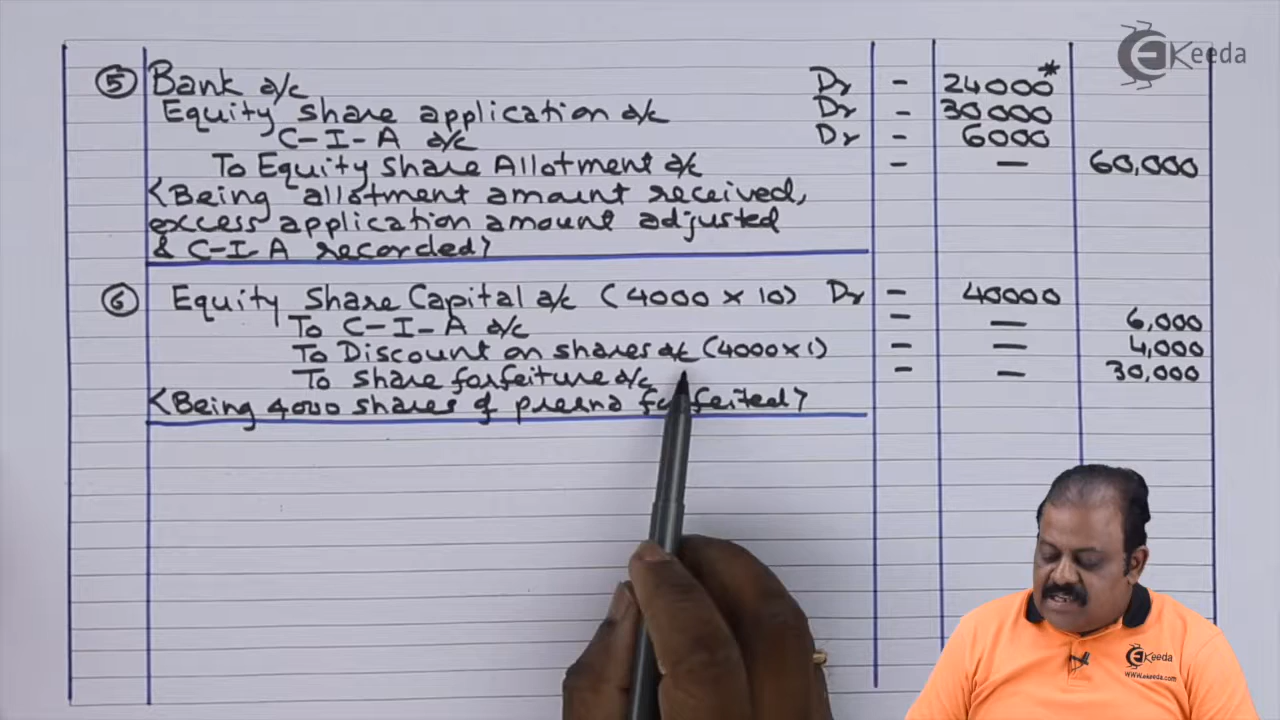 EKeeda
5 Bank a/c Dr - 24000*
Equity Share application a/c Dr - 30000
C-I-A a/c Dr - 6000
To Equity Share Allotment a/c - — 60,000
<Being allotment amount received,
excess application amount adjusted
& C-I-A recorded>
6 Equity Share Capital a/c (4000 x 10) Dr - 40000
To C-I-A a/c - — 6,000
To Discount on shares a/c (4000x1) - — 4,000
To Share forfeiture a/c - — 30,000
<Being 4000 shares of prerna forfeited>
EKeeda
www.ekeeda.com